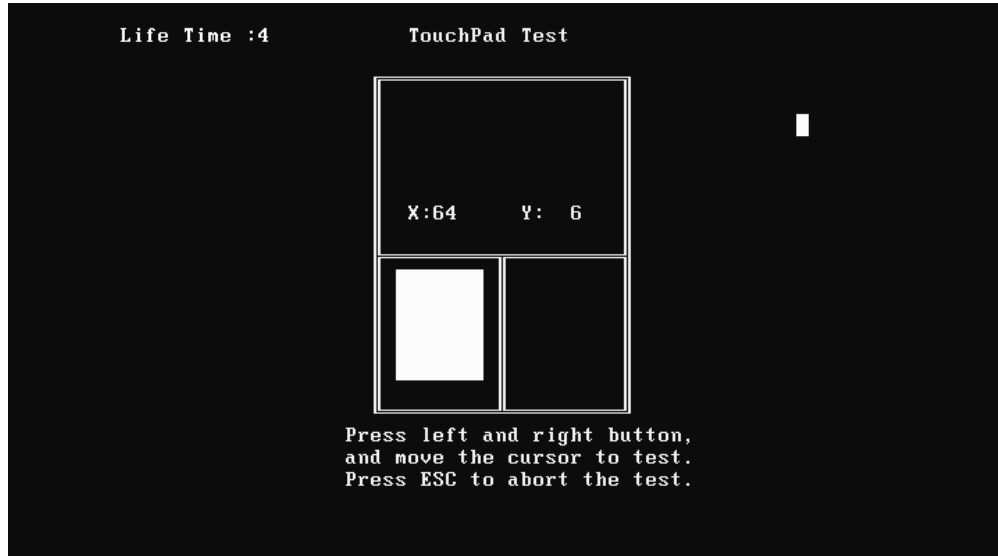 Life Time :4 TouchPad Test
X:64 Y: 6
Press left and right button,
and move the cursor to test.
Press ESC to abort the test.